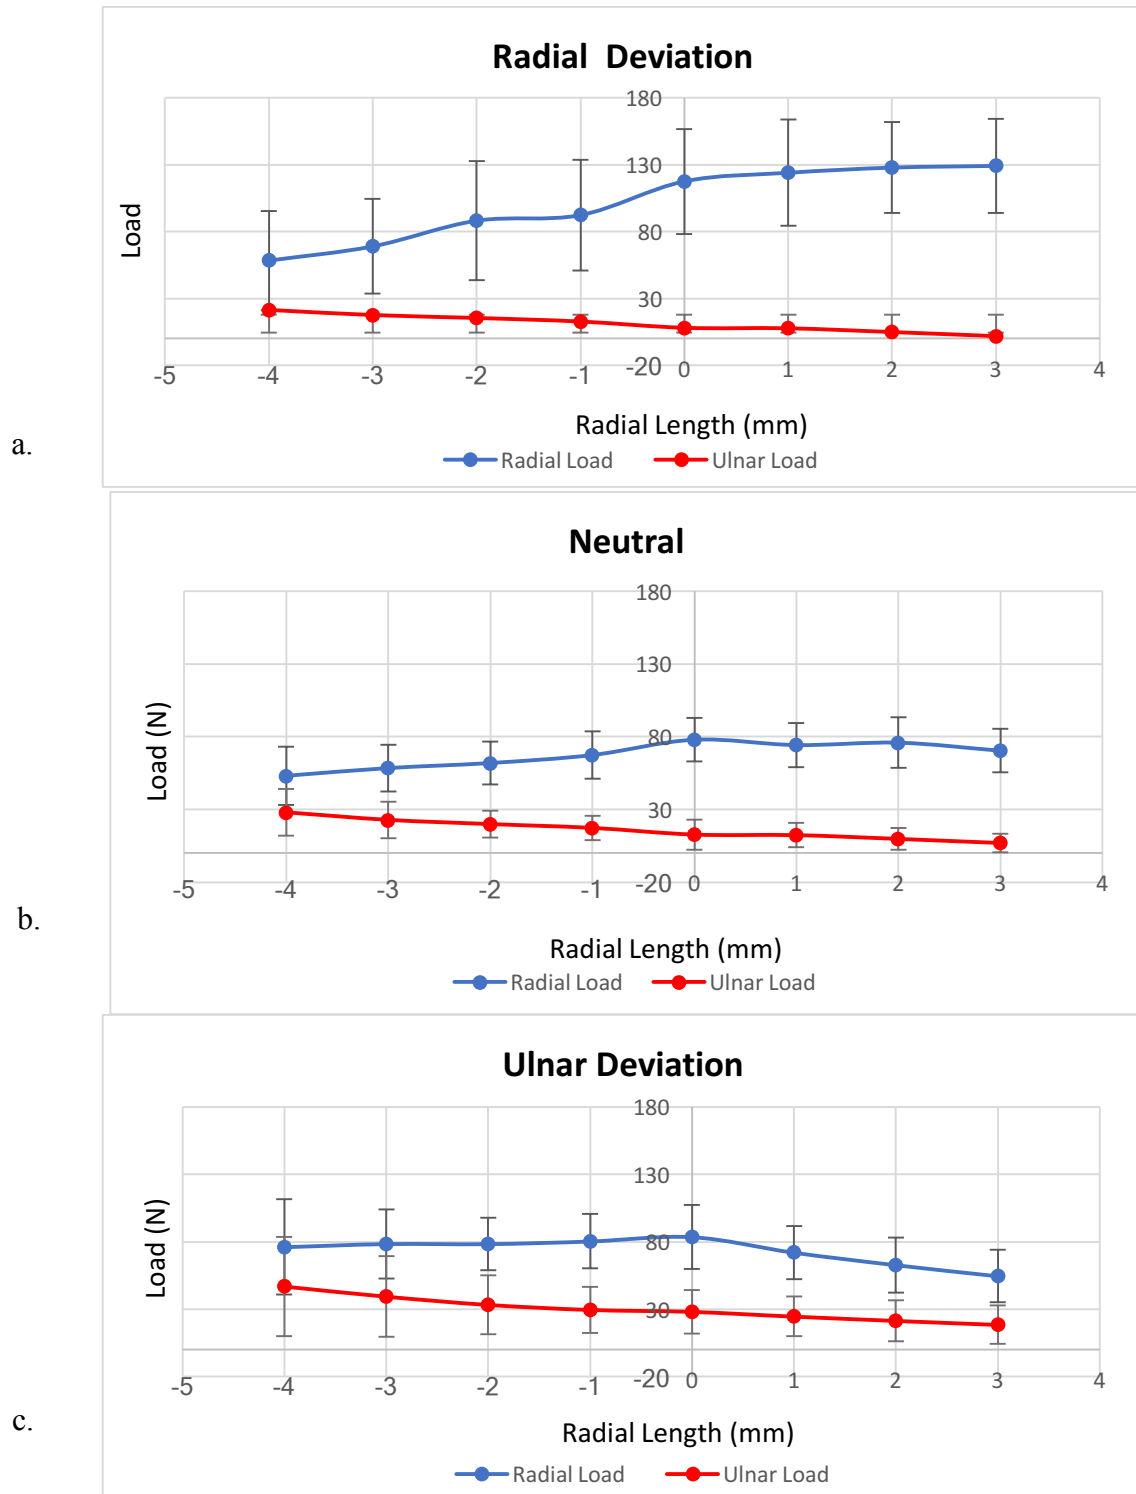 Radial Deviation
180
130
80
30
-20
Load
-5 -4 -3 -2 -1 0 1 2 3 4
Radial Length (mm)
Radial Load Ulnar Load
a.
Neutral
180
130
80
30
-20
Load (N)
-5 -4 -3 -2 -1 0 1 2 3 4
Radial Length (mm)
Radial Load Ulnar Load
b.
Ulnar Deviation
180
130
80
30
-20
Load (N)
-5 -4 -3 -2 -1 0 1 2 3 4
Radial Length (mm)
Radial Load Ulnar Load
c.